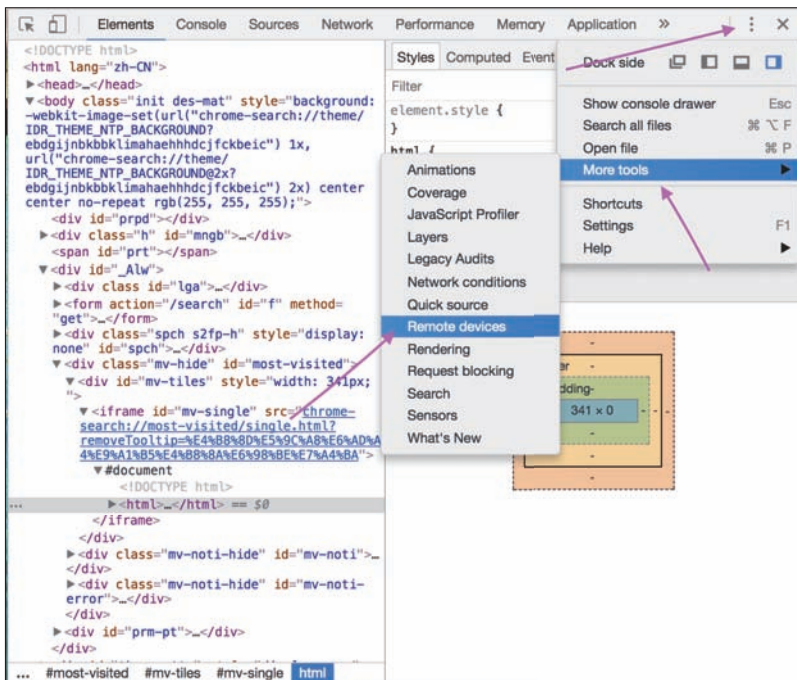 Elements Console Sources Network Performance Memory Application »
<!DOCTYPE html>
<html lang="zh-CN">
▶<head>…</head>
▼<body class="init des-mat" style="background:
-webkit-image-set(url("chrome-search://theme/
IDR_THEME_NTP_BACKGROUND?
ebdgijnbkbbklimahaehhhdcjfckbeic") 1x,
url("chrome-search://theme/
IDR_THEME_NTP_BACKGROUND@2x?
ebdgijnbkbbklimahaehhhdcjfckbeic") 2x) center
center no-repeat rgb(255, 255, 255);">
<div id="prpd"></div>
▶<div class="h" id="mngb">…</div>
<span id="prt"></span>
▼<div id="_Alw">
▶<div class id="lga">…</div>
▶<form action="/search" id="f" method=
"get">…</form>
▶<div class="spch s2fp-h" style="display:
none" id="spch">…</div>
▼<div class="mv-hide" id="most-visited">
▼<div id="mv-tiles" style="width: 341px;
">
▼<iframe id="mv-single" src="chrome-
search://most-visited/single.html?
removeTooltip=%E4%B8%8D%E5%9C%A8%E6%AD%A
4%E9%A1%B5%E4%B8%8A%E6%98%BE%E7%A4%BA">
▼#document
<!DOCTYPE html>
… ▶<html>…</html> == $0
</iframe>
</div>
▶<div class="mv-noti-hide" id="mv-noti">…
</div>
▶<div class="mv-noti-hide" id="mv-noti-
error">…</div>
</div>
▶<div id="prm-pt">…</div>
</div>
... #most-visited #mv-tiles #mv-single html
Styles Computed Event
Filter
element.style {
}
html {
Dock side
Show console drawer Esc
Search all files ⌘ ⌥ F
Open file ⌘ P
More tools ▶
Shortcuts
Settings F1
Help ▶
Animations
Coverage
JavaScript Profiler
Layers
Legacy Audits
Network conditions
Quick source
Remote devices
Rendering
Request blocking
Search
Sensors
What's New
er -
dding-
341 × 0 - - -
-
-
-